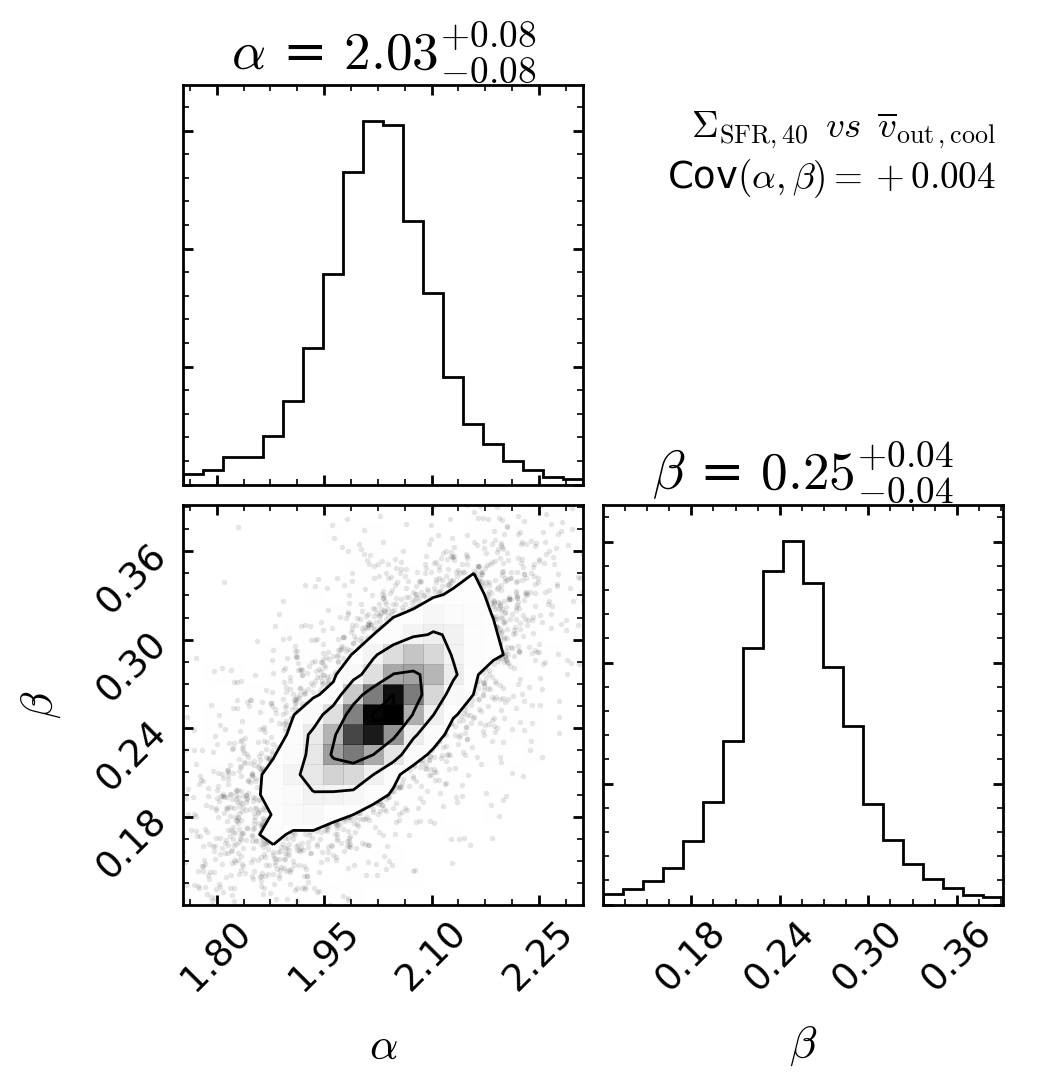 α = 2.03^{+0.08}_{−0.08}
Σ_{SFR, 40} vs v̅_{out, cool}
Cov(α, β) = +0.004
β = 0.25^{+0.04}_{−0.04}
β
0.36
0.30
0.24
0.18
1.80 1.95 2.10 2.25
0.18 0.24 0.30 0.36
α
β